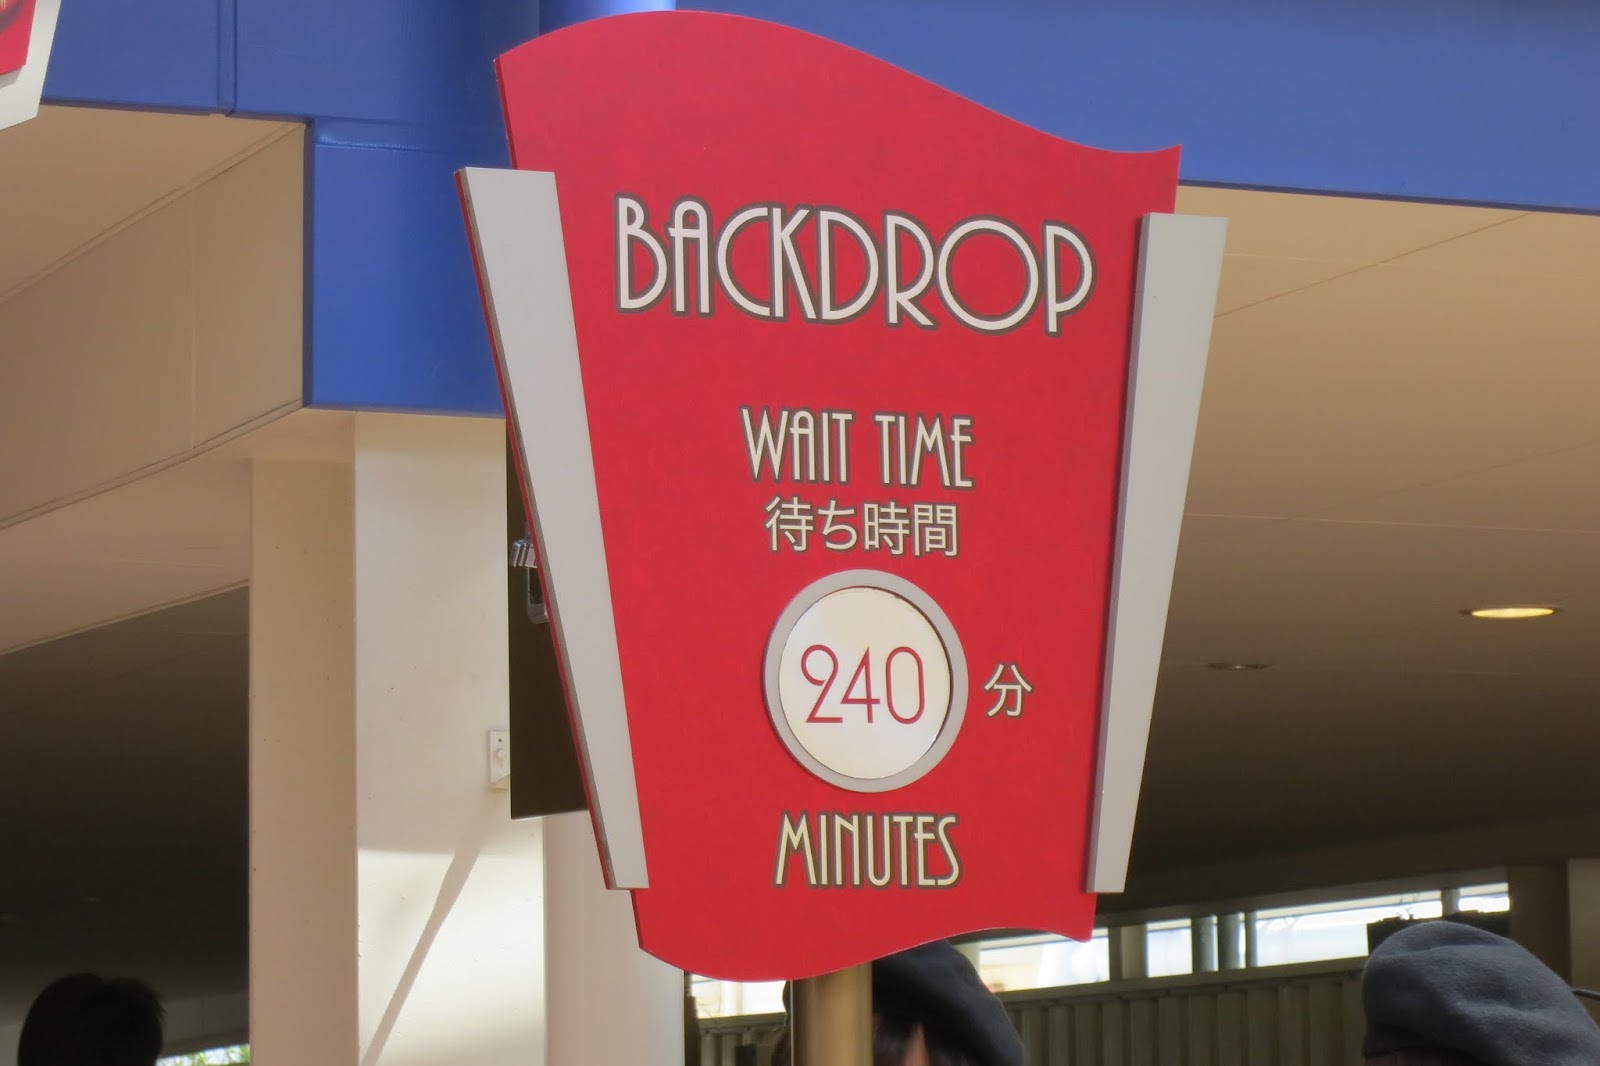 BACKDROP
WAIT TIME
待ち時間
240 分
MINUTES